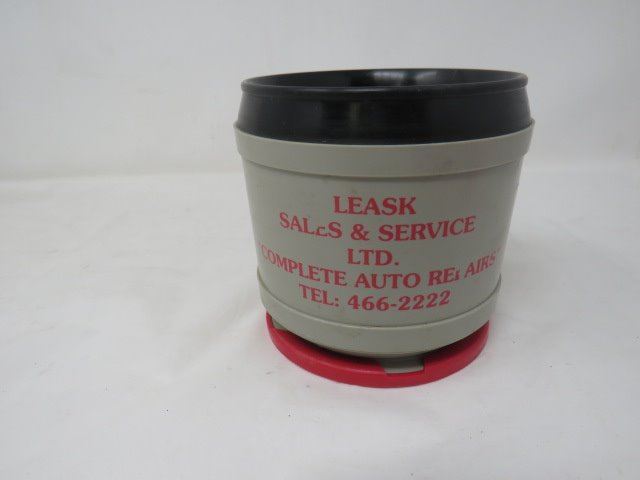 LEASK
SALES & SERVICE
LTD.
"COMPLETE AUTO REPAIRS"
TEL: 466-2222